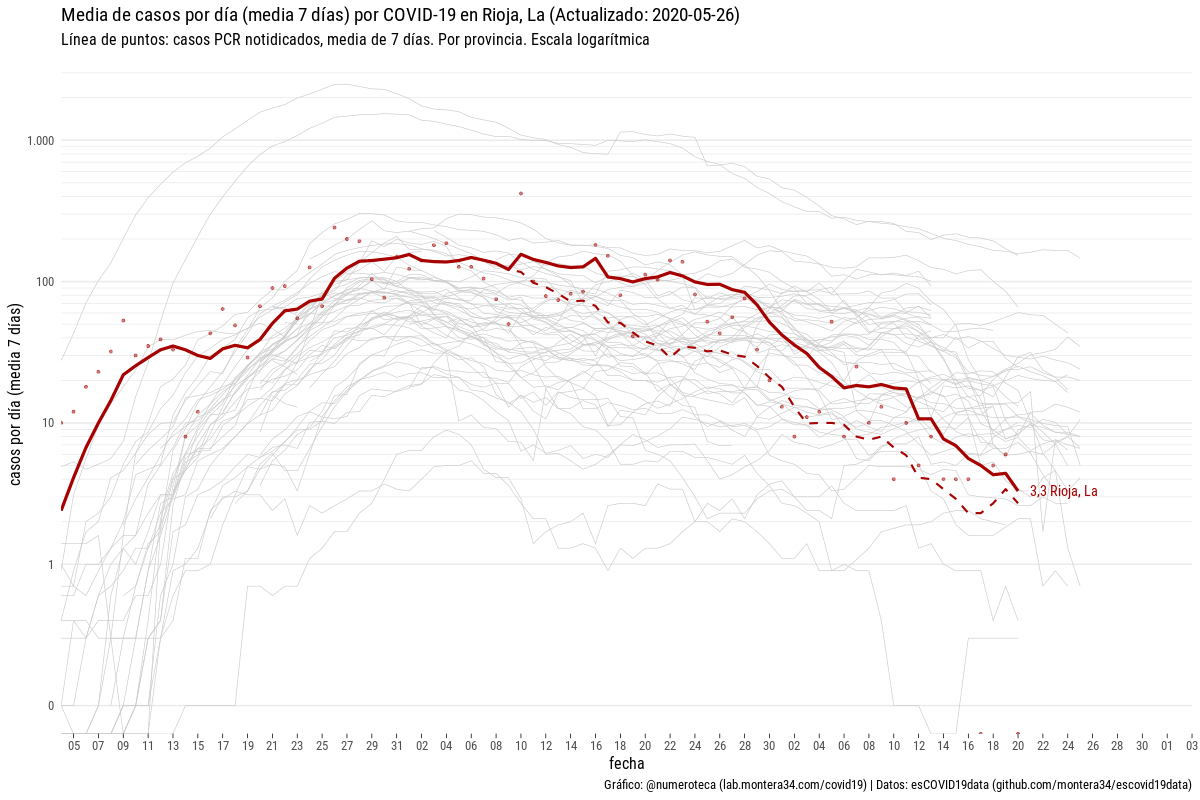 Media de casos por día (media 7 días) por COVID-19 en Rioja, La (Actualizado: 2020-05-26)
Línea de puntos: casos PCR notidicados, media de 7 días. Por provincia. Escala logarítmica
casos por día (media 7 días)
1.000
100
10
1
0
3,3 Rioja, La
05 07 09 11 13 15 17 19 21 23 25 27 29 31 02 04 06 08 10 12 14 16 18 20 22 24 26 28 30 02 04 06 08 10 12 14 16 18 20 22 24 26 28 30 01 03
fecha
Gráfico: @numeroteca (lab.montera34.com/covid19) | Datos: esCOVID19data (github.com/montera34/escovid19data)